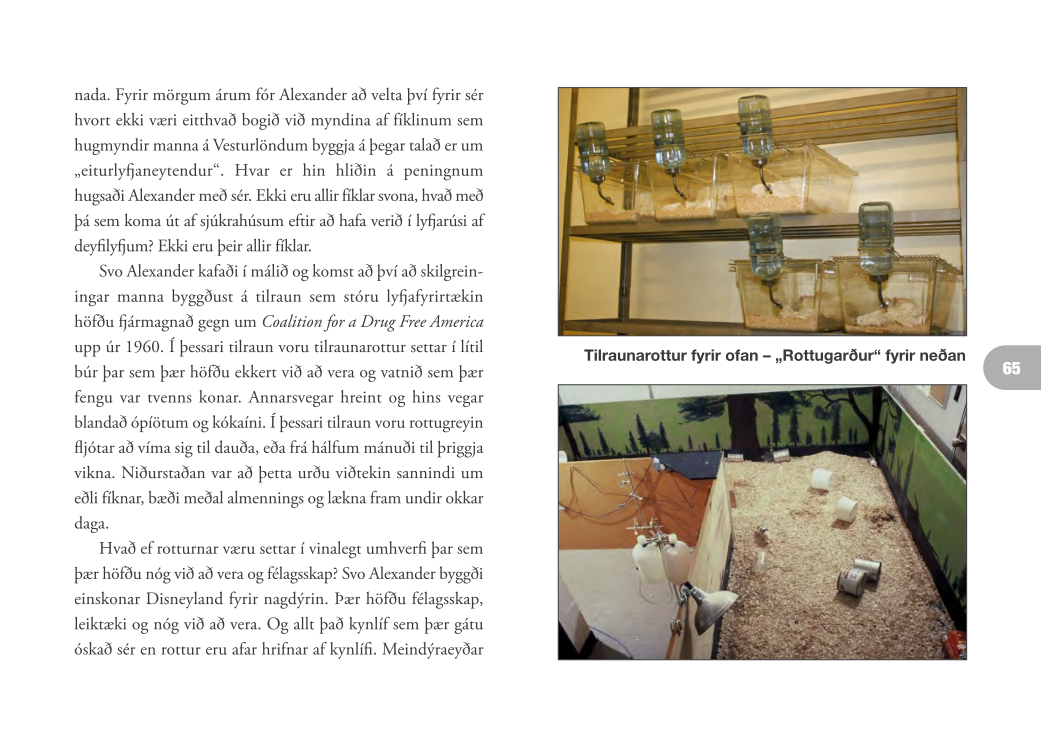 nada. Fyrir mörgum árum fór Alexander að velta því fyrir sér
hvort ekki væri eitthvað bogið við myndina af fíklinum sem
hugmyndir manna á Vesturlöndum byggja á þegar talað er um
„eiturlyfjaneytendur“. Hvar er hin hliðin á peningnum
hugsaði Alexander með sér. Ekki eru allir fíklar svona, hvað með
þá sem koma út af sjúkrahúsum eftir að hafa verið í lyfjarúsi af
deyfilyfjum? Ekki eru þeir allir fíklar.
Svo Alexander kafaði í málið og komst að því að skilgrein-
ingar manna byggðust á tilraun sem stóru lyfjafyrirtækin
höfðu fjármagnað gegn um Coalition for a Drug Free America
upp úr 1960. Í þessari tilraun voru tilraunarottur settar í lítil
búr þar sem þær höfðu ekkert við að vera og vatnið sem þær
fengu var tvenns konar. Annarsvegar hreint og hins vegar
blandað ópíötum og kókaíni. Í þessari tilraun voru rottugreyin
fljótar að víma sig til dauða, eða frá hálfum mánuði til þriggja
vikna. Niðurstaðan var að þetta urðu viðtekin sannindi um
eðli fíknar, bæði meðal almennings og lækna fram undir okkar
daga.
Hvað ef rotturnar væru settar í vinalegt umhverfi þar sem
þær höfðu nóg við að vera og félagsskap? Svo Alexander byggði
einskonar Disneyland fyrir nagdýrin. Þær höfðu félagsskap,
leiktæki og nóg við að vera. Og allt það kynlíf sem þær gátu
óskað sér en rottur eru afar hrifnar af kynlífi. Meindýraeyðar
Tilraunarottur fyrir ofan – „Rottugarður“ fyrir neðan
65